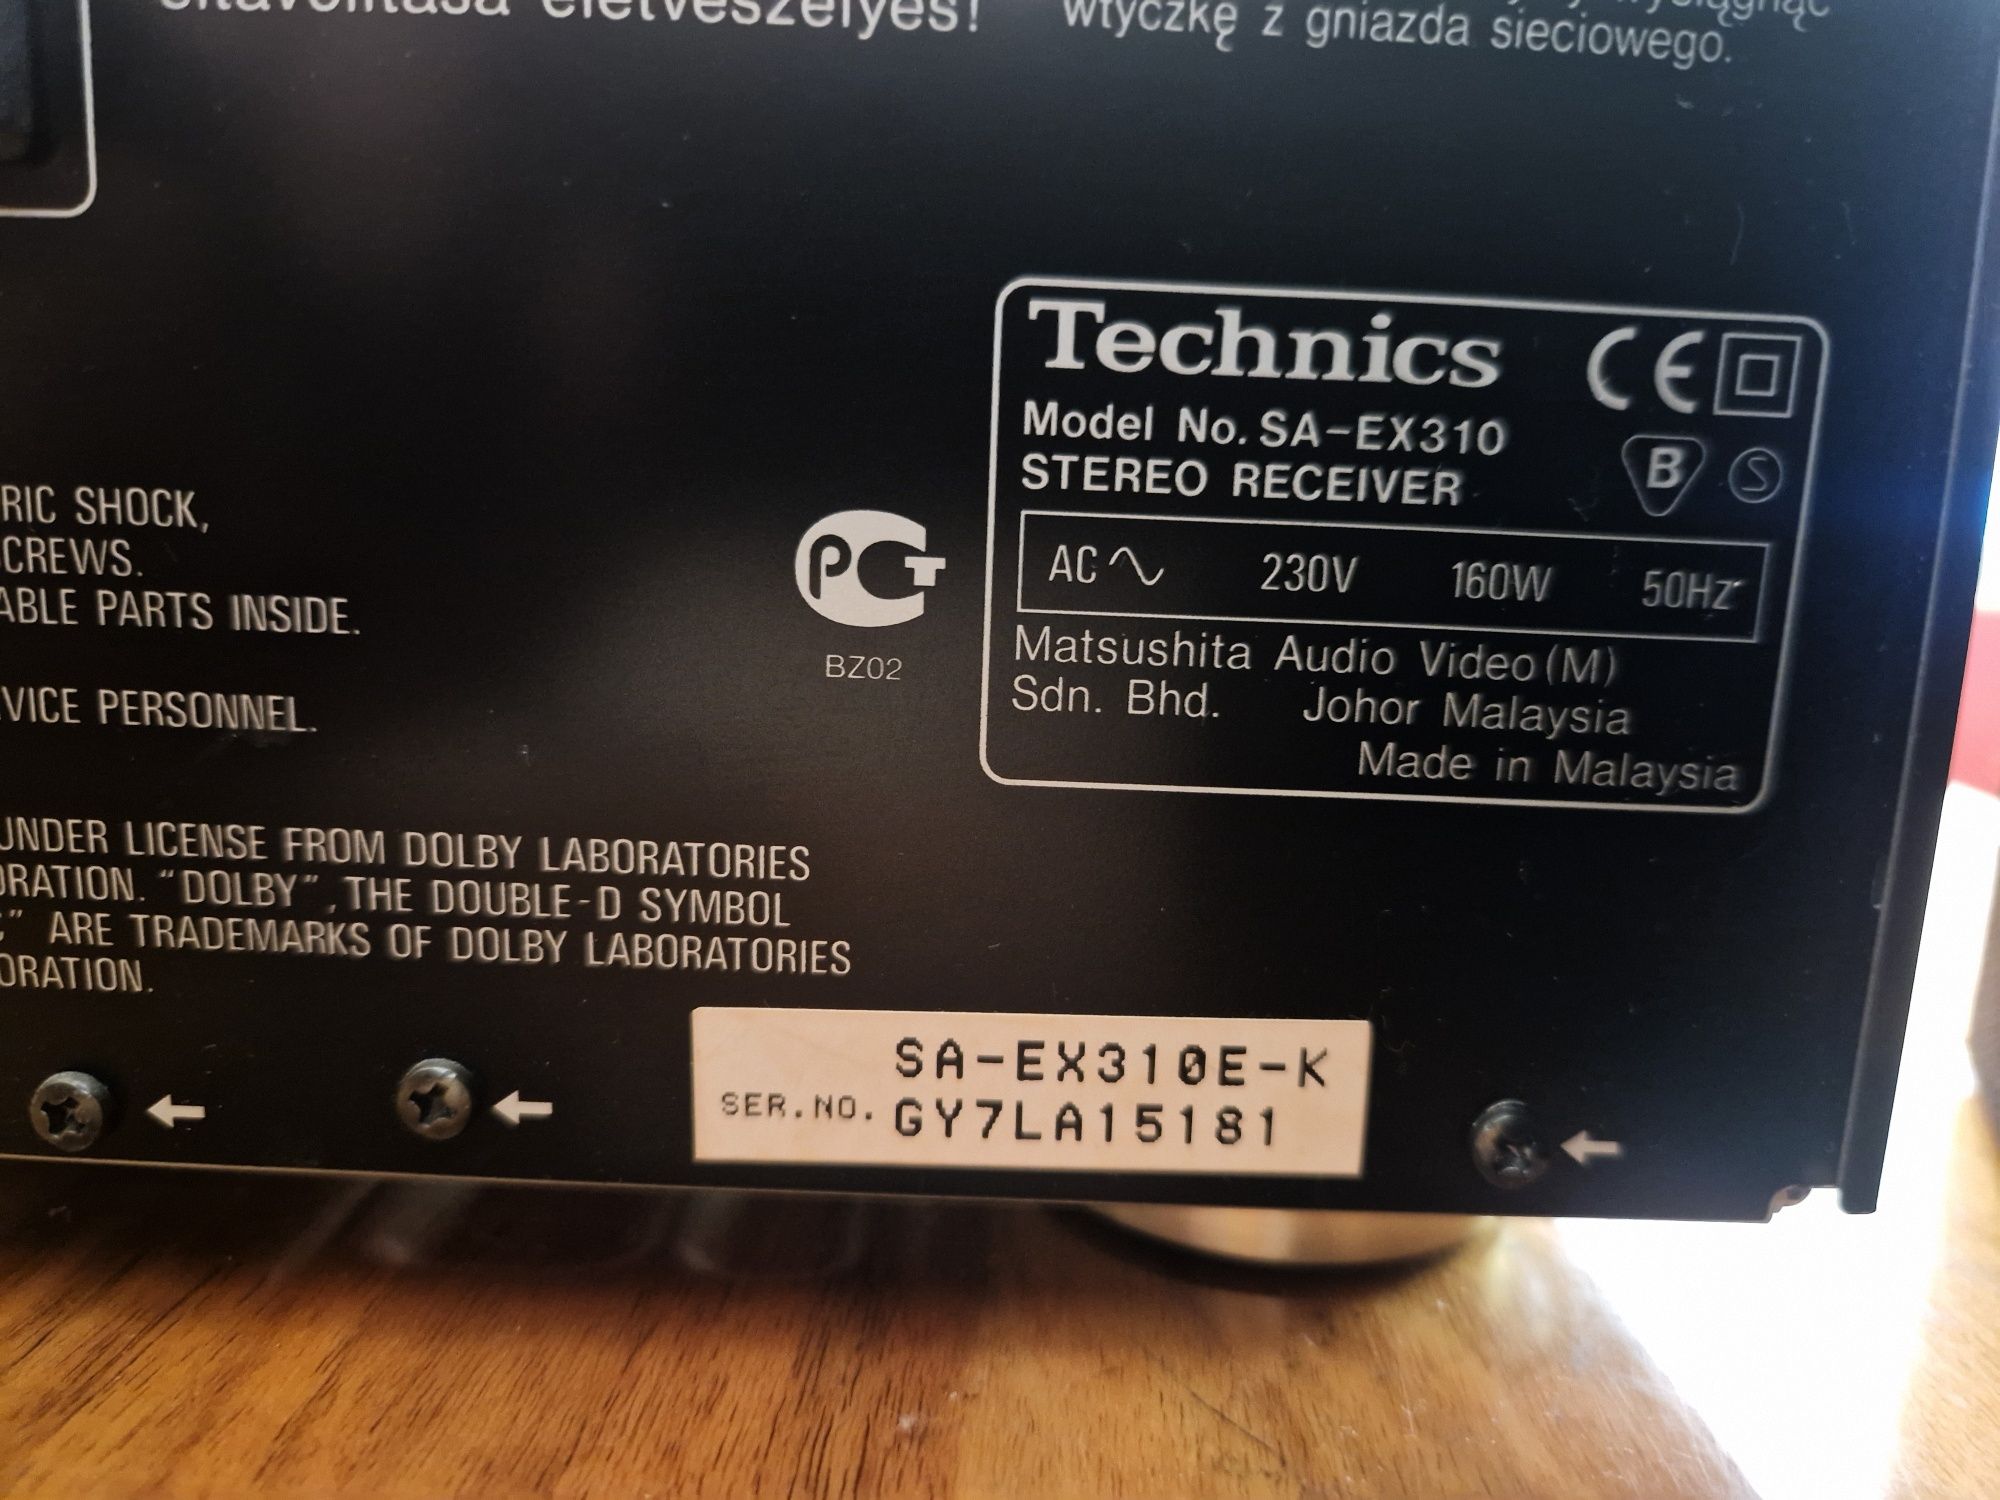 életveszélyes!
wtyczkę z gniazda sieciowego.
RIC SHOCK,
CREWS.
ABLE PARTS INSIDE.
VICE PERSONNEL.
Technics CE
Model No. SA-EX310
STEREO RECEIVER
B S
AC 230V 160W 50Hz
Matsushita Audio Video (M)
Sdn. Bhd. Johor Malaysia
Made in Malaysia
PCT
BZ02
UNDER LICENSE FROM DOLBY LABORATORIES
ORATION. "DOLBY", THE DOUBLE-D SYMBOL
" ARE TRADEMARKS OF DOLBY LABORATORIES
ORATION.
SA-EX310E-K
SER.NO. GY7LA15181